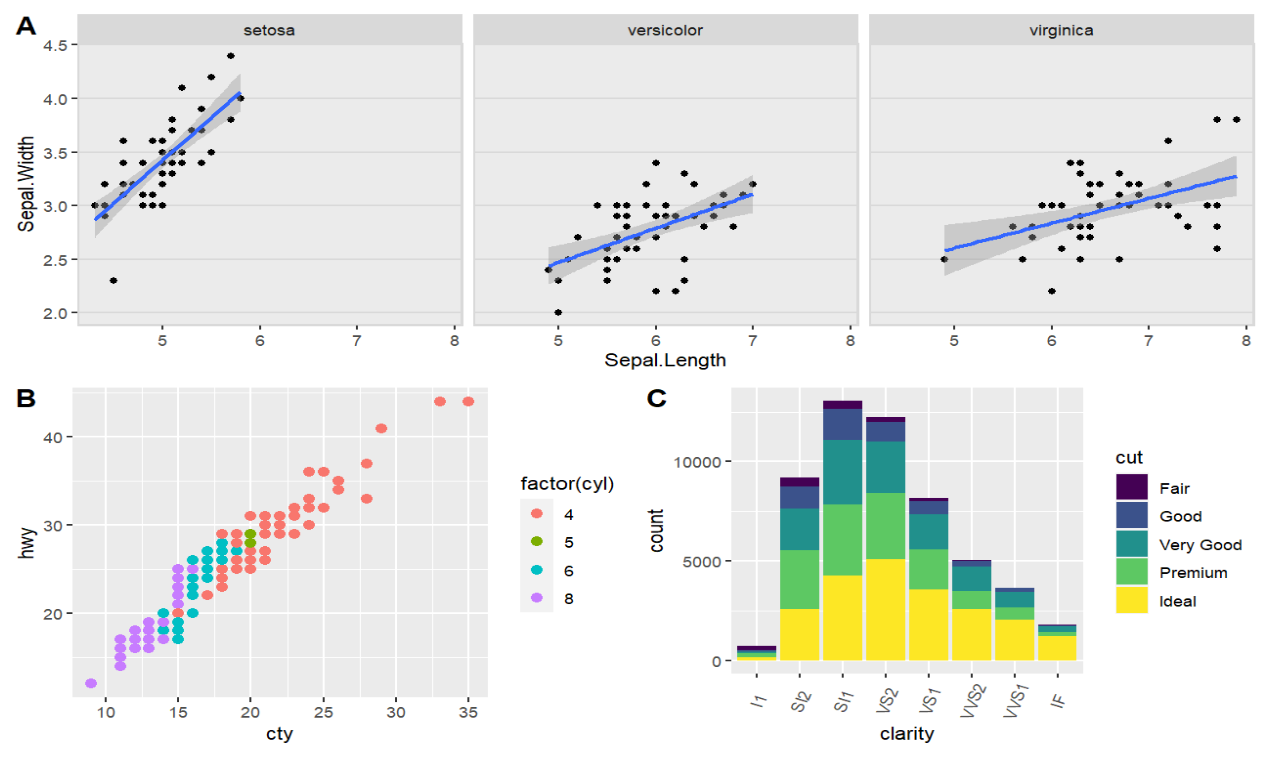 A
setosa versicolor virginica
Sepal.Width
4.5
4.0
3.5
3.0
2.5
2.0
5 6 7 8 5 6 7 8 5 6 7 8
Sepal.Length
B
hwy
40
30
20
10 15 20 25 30 35
cty
factor(cyl)
4
5
6
8
C
count
10000
5000
0
I1 SI2 SI1 VS2 VS1 VVS2 VVS1 IF
clarity
cut
Fair
Good
Very Good
Premium
Ideal